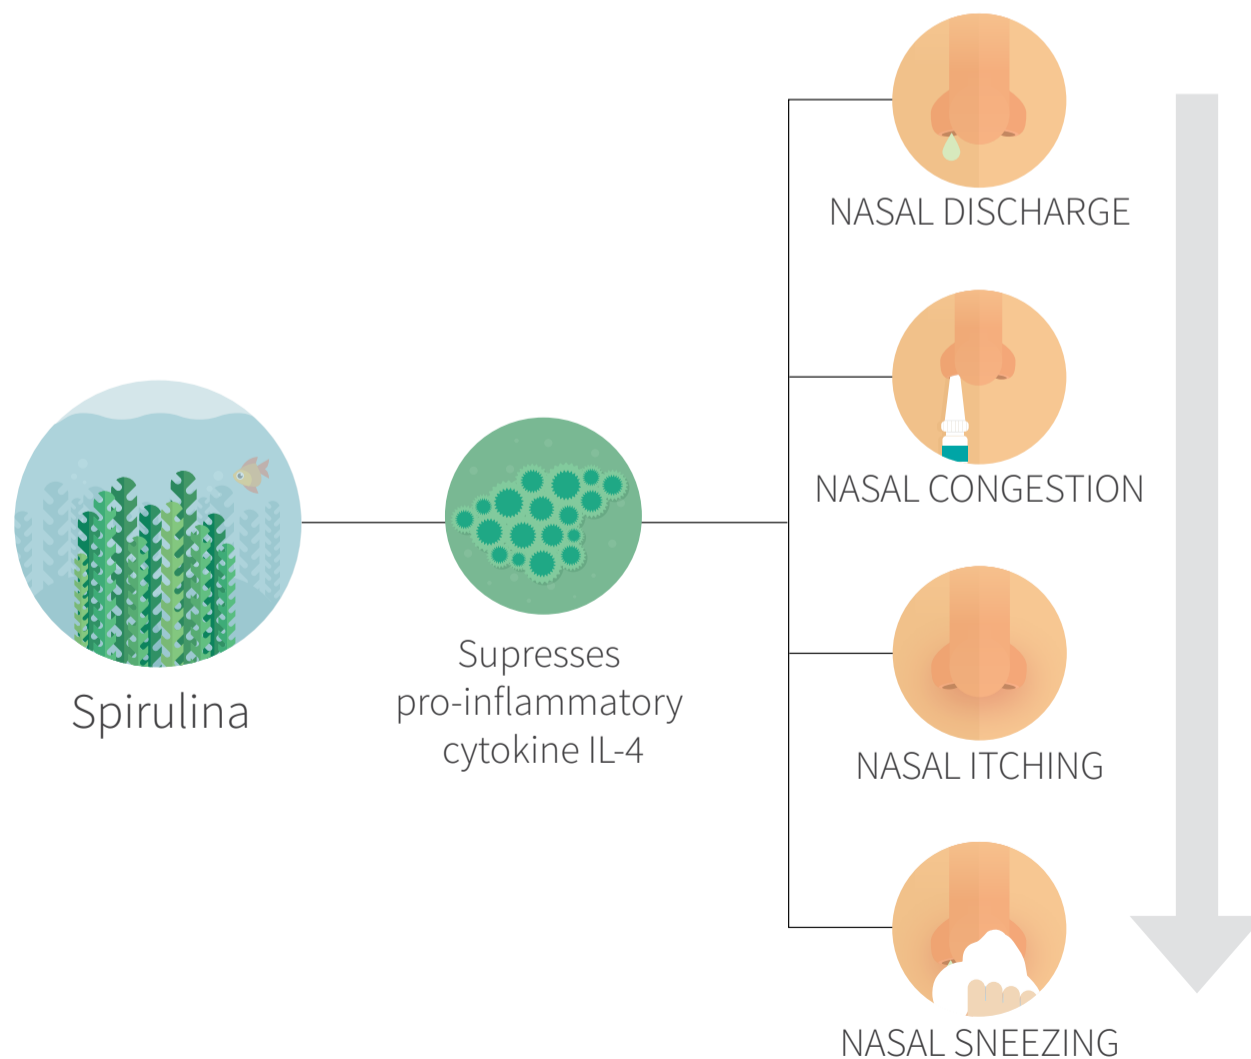 Spirulina
Supresses
pro-inflammatory
cytokine IL-4
NASAL DISCHARGE
NASAL CONGESTION
NASAL ITCHING
NASAL SNEEZING